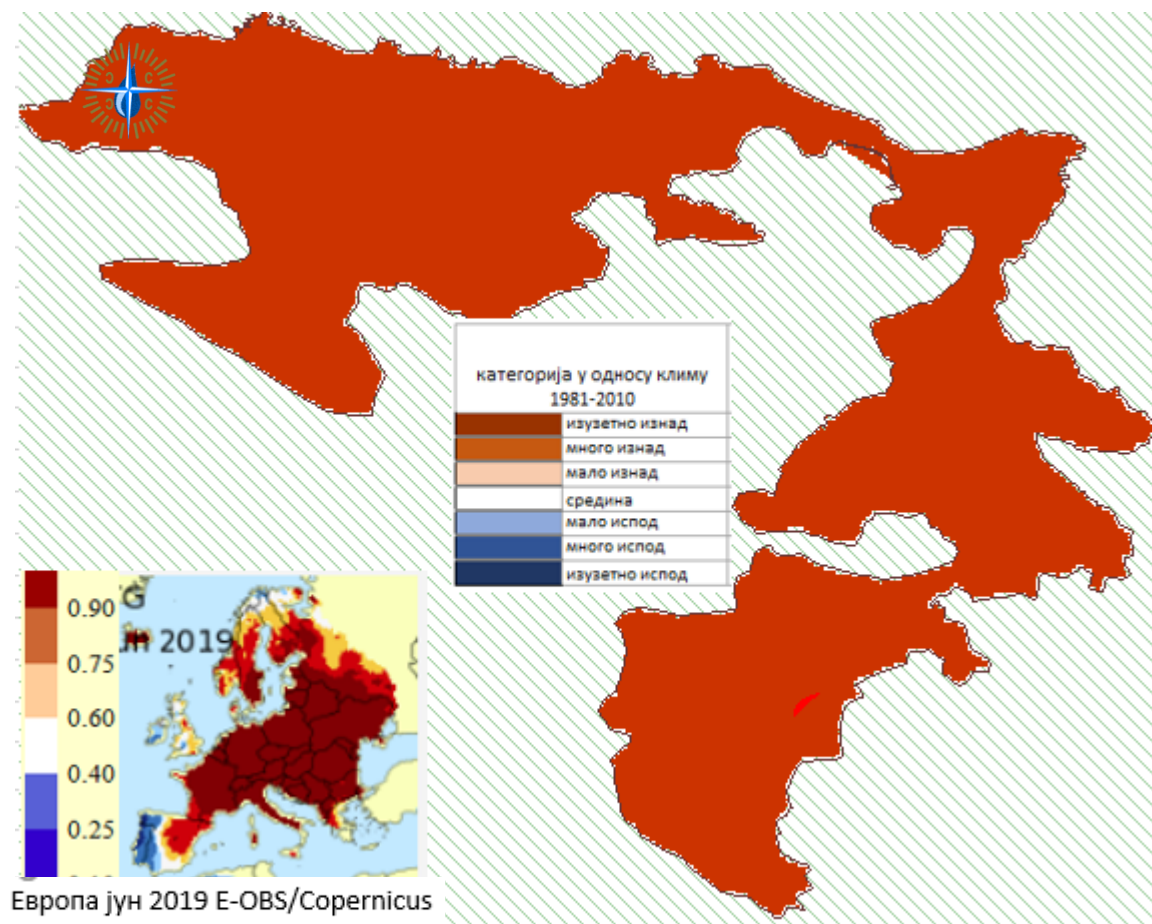 категорија у односу климу
1981-2010
изузетно изнад
много изнад
мало изнад
средина
мало испод
много испод
изузетно испод
0.90
0.75
0.60
0.40
0.25
G
јун 2019
Европа јун 2019 E-OBS/Copernicus